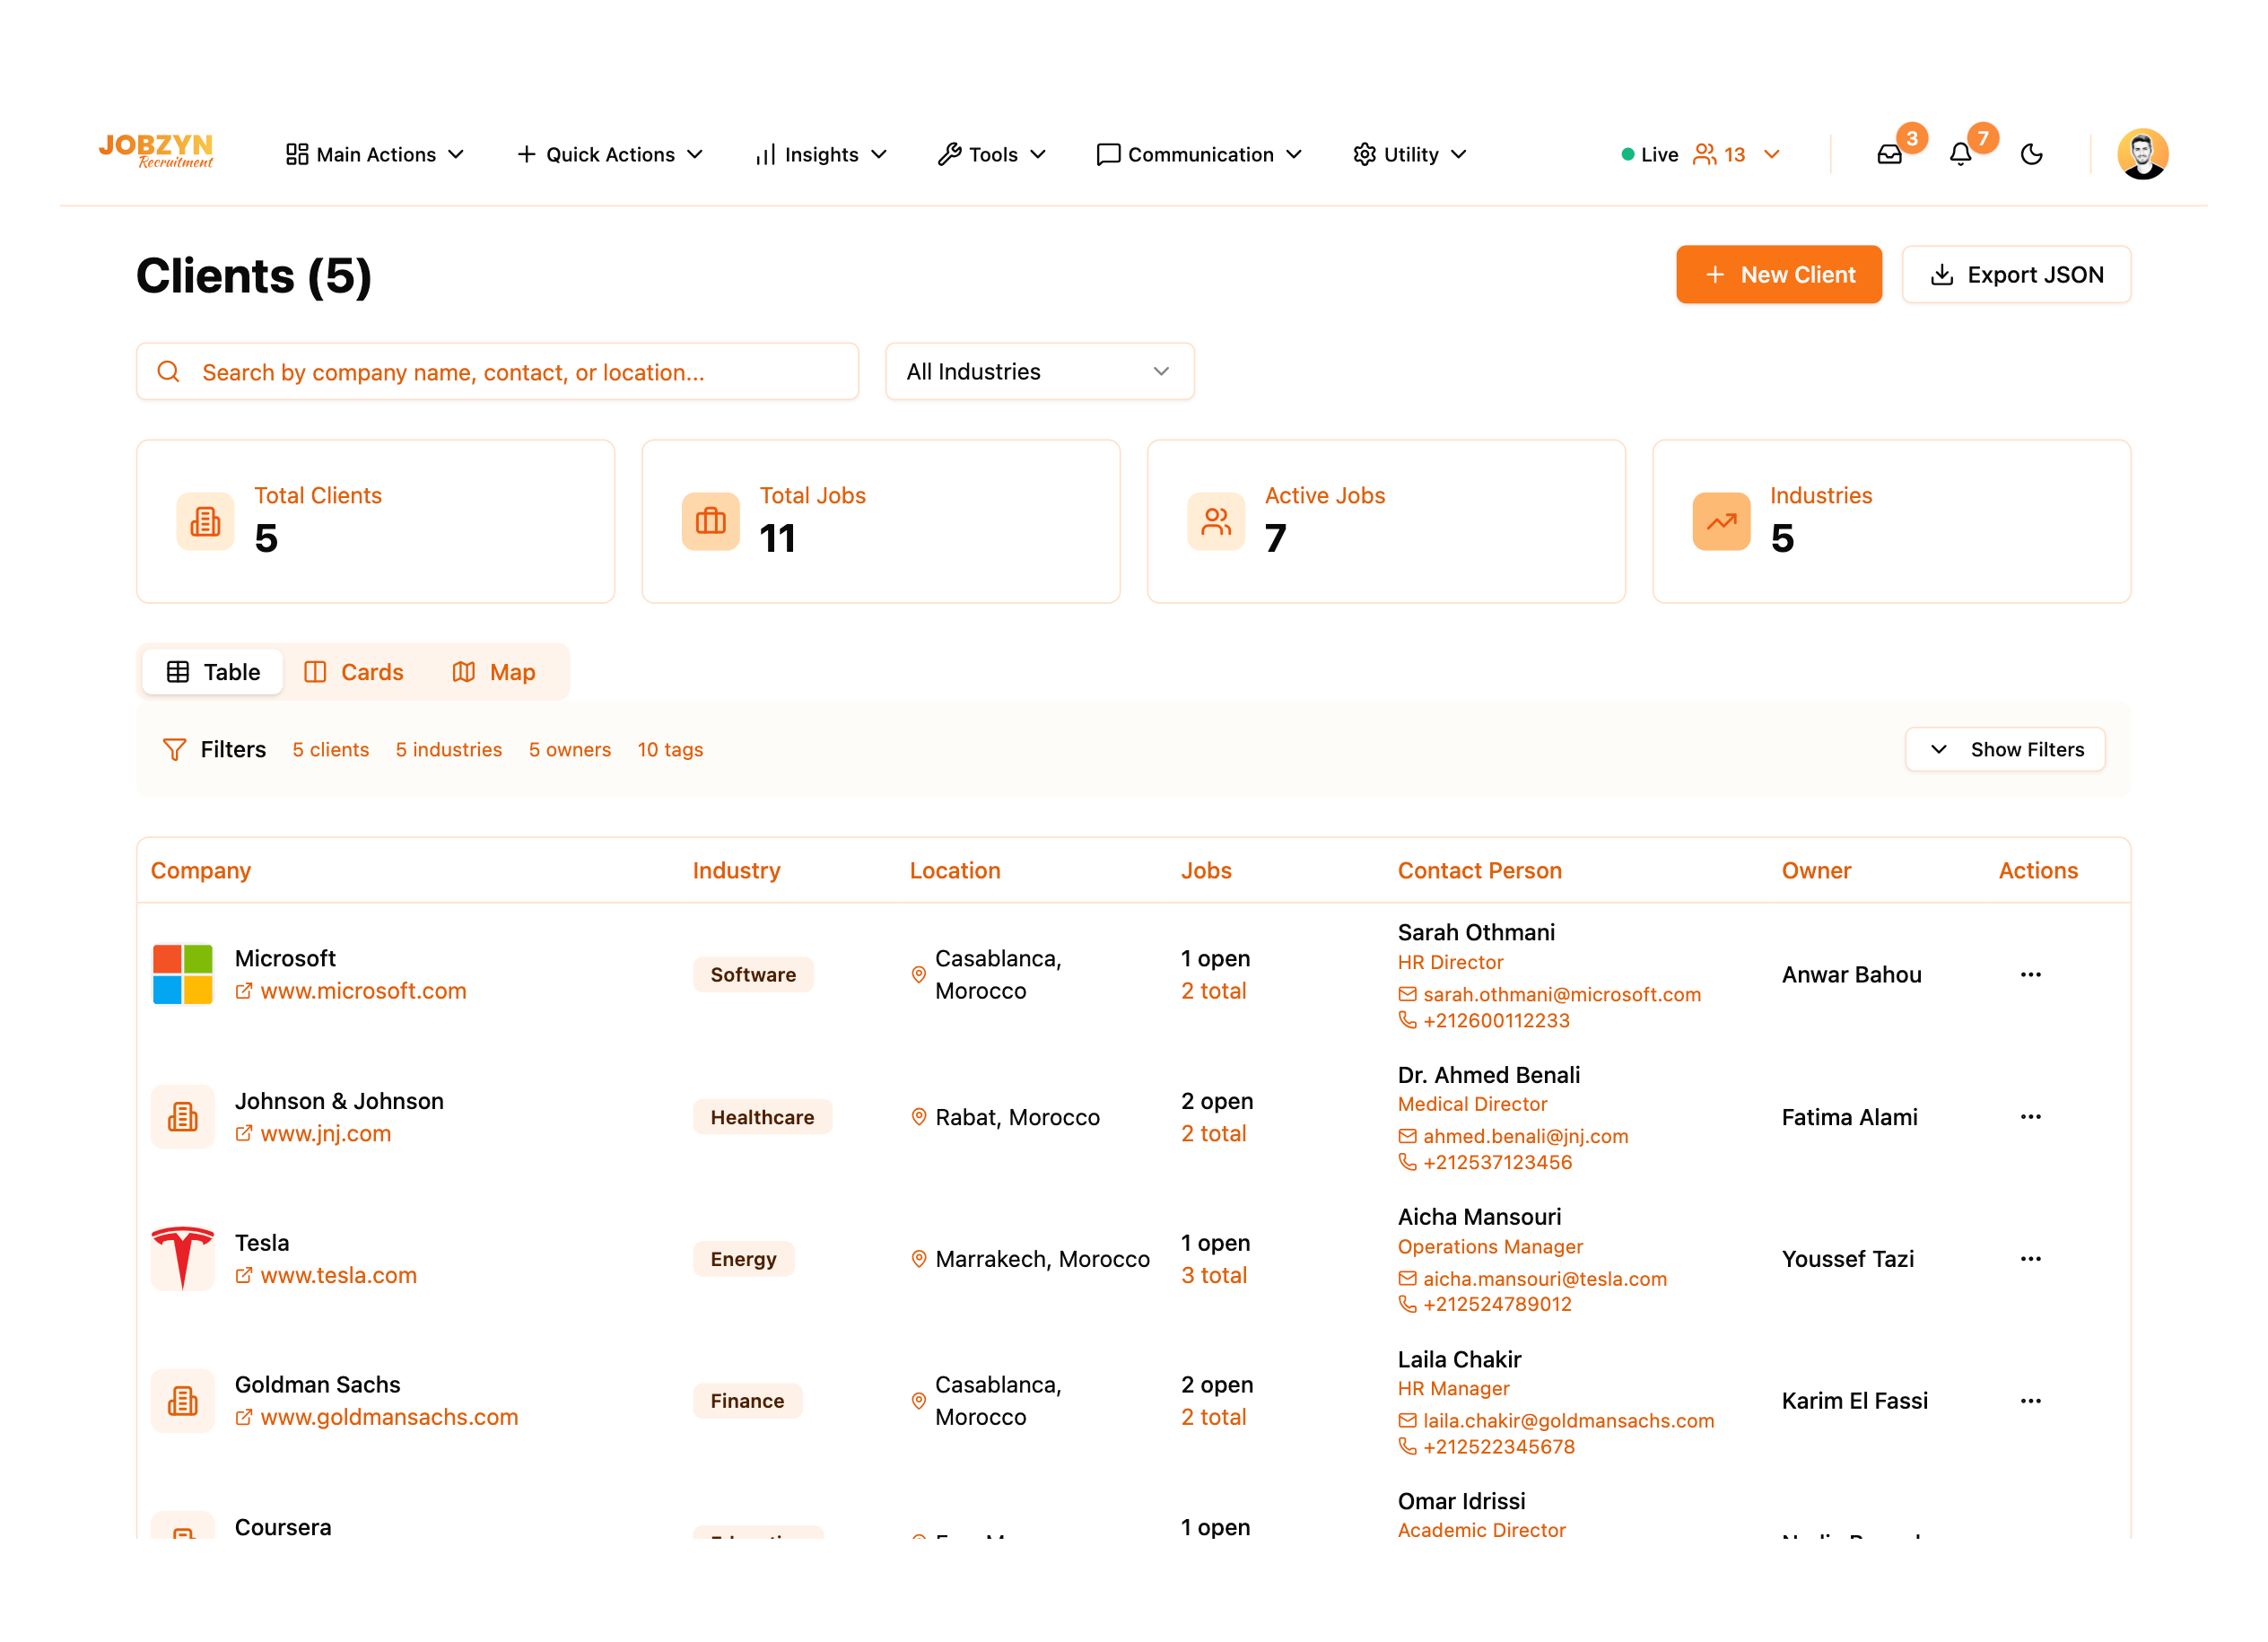 JOBZYN
Recruitment
Main Actions
Quick Actions
Insights
Tools
Communication
Utility
Live
13
3
7
Clients (5)
New Client
Export JSON
Search by company name, contact, or location...
All Industries
Total Clients
5
Total Jobs
11
Active Jobs
7
Industries
5
Table
Cards
Map
Filters
5 clients
5 industries
5 owners
10 tags
Show Filters
Company
Industry
Location
Jobs
Contact Person
Owner
Actions
Microsoft
www.microsoft.com
Software
Casablanca,
Morocco
1 open
2 total
Sarah Othmani
HR Director
sarah.othmani@microsoft.com
+212600112233
Anwar Bahou
Johnson & Johnson
www.jnj.com
Healthcare
Rabat, Morocco
2 open
2 total
Dr. Ahmed Benali
Medical Director
ahmed.benali@jnj.com
+212537123456
Fatima Alami
Tesla
www.tesla.com
Energy
Marrakech, Morocco
1 open
3 total
Aicha Mansouri
Operations Manager
aicha.mansouri@tesla.com
+212524789012
Youssef Tazi
Goldman Sachs
www.goldmansachs.com
Finance
Casablanca,
Morocco
2 open
2 total
Laila Chakir
HR Manager
laila.chakir@goldmansachs.com
+212522345678
Karim El Fassi
Coursera
1 open
Omar Idrissi
Academic Director